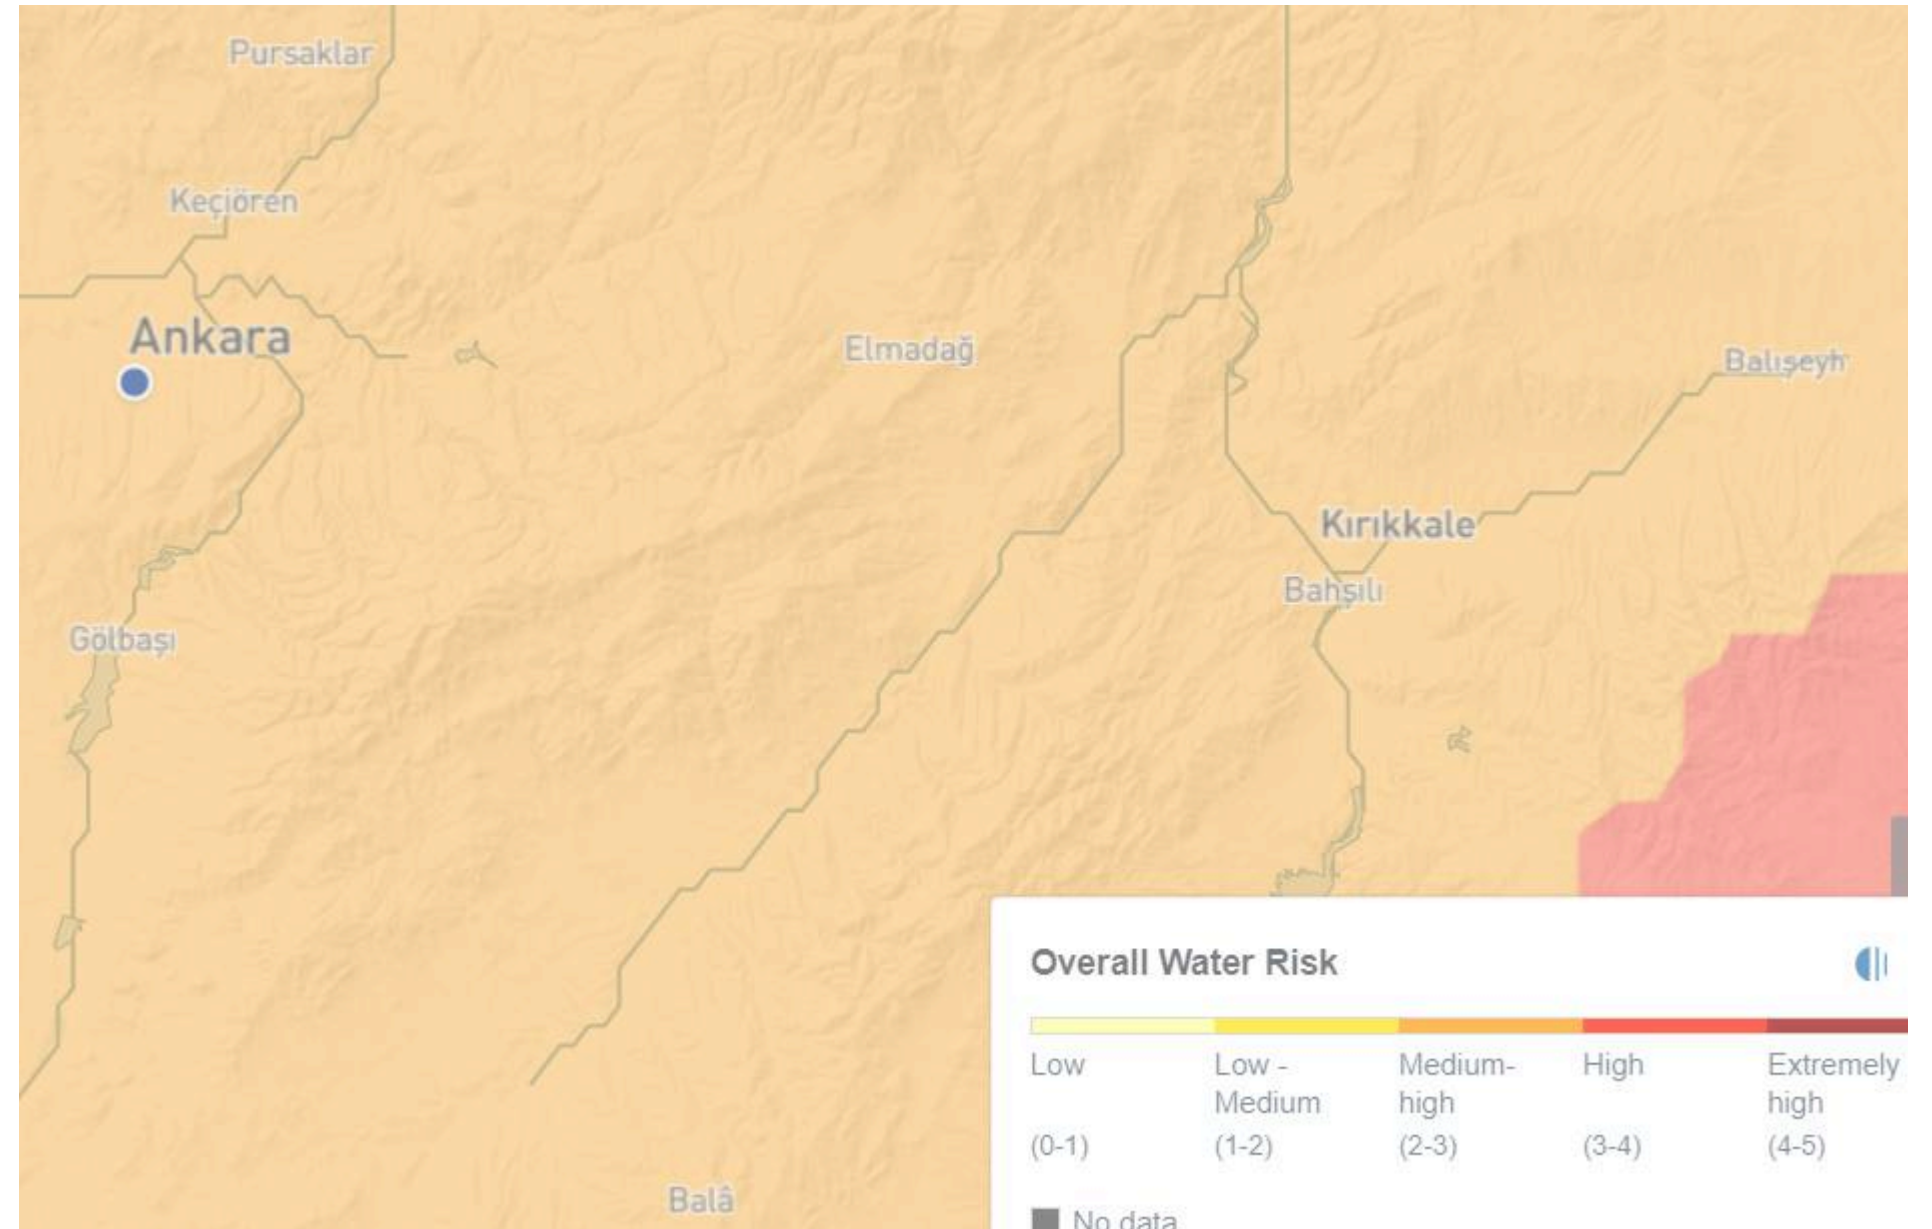 Pursaklar
Keçiören
Ankara
Elmadağ
Balışeyh
Kırıkkale
Bahşılı
Gölbaşı
Balâ
Overall Water Risk
Low
Low -
Medium
Medium-
high
High
Extremely
high
(0-1)
(1-2)
(2-3)
(3-4)
(4-5)
No data